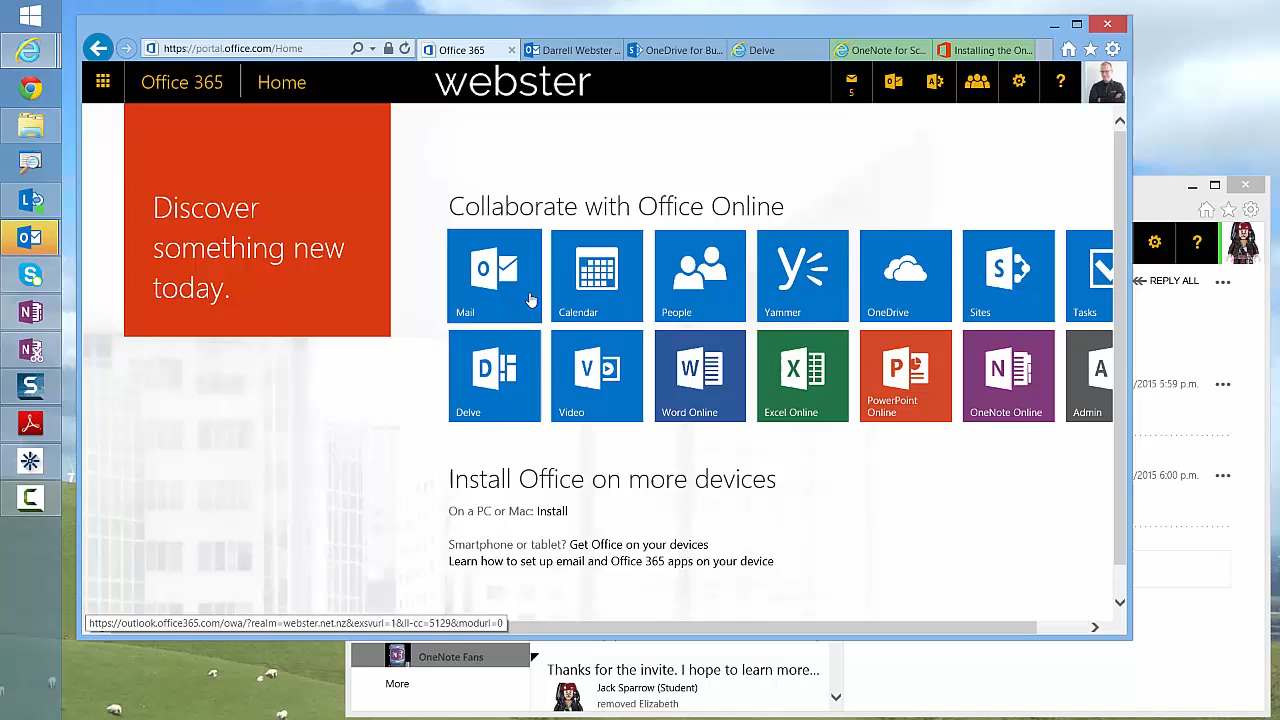 https://portal.office.com/Home
Office 365
Darrell Webster ...
OneDrive for Bu...
Delve
OneNote for Sc...
Installing the On...
Office 365
Home
webster
5
?
Discover
something new
today.
Collaborate with Office Online
Mail
Calendar
People
Yammer
OneDrive
Sites
Tasks
Delve
Video
Word Online
Excel Online
PowerPoint
Online
OneNote Online
Admin
Install Office on more devices
On a PC or Mac: Install
Smartphone or tablet? Get Office on your devices
Learn how to set up email and Office 365 apps on your device
https://outlook.office365.com/owa/?realm=webster.net.nz&exsvurl=1&ll-cc=5129&modurl=0
?
REPLY ALL
/2015 5:59 p.m.
/2015 6:00 p.m.
OneNote Fans
More
Thanks for the invite. I hope to learn more...
Jack Sparrow (Student)
removed Elizabeth